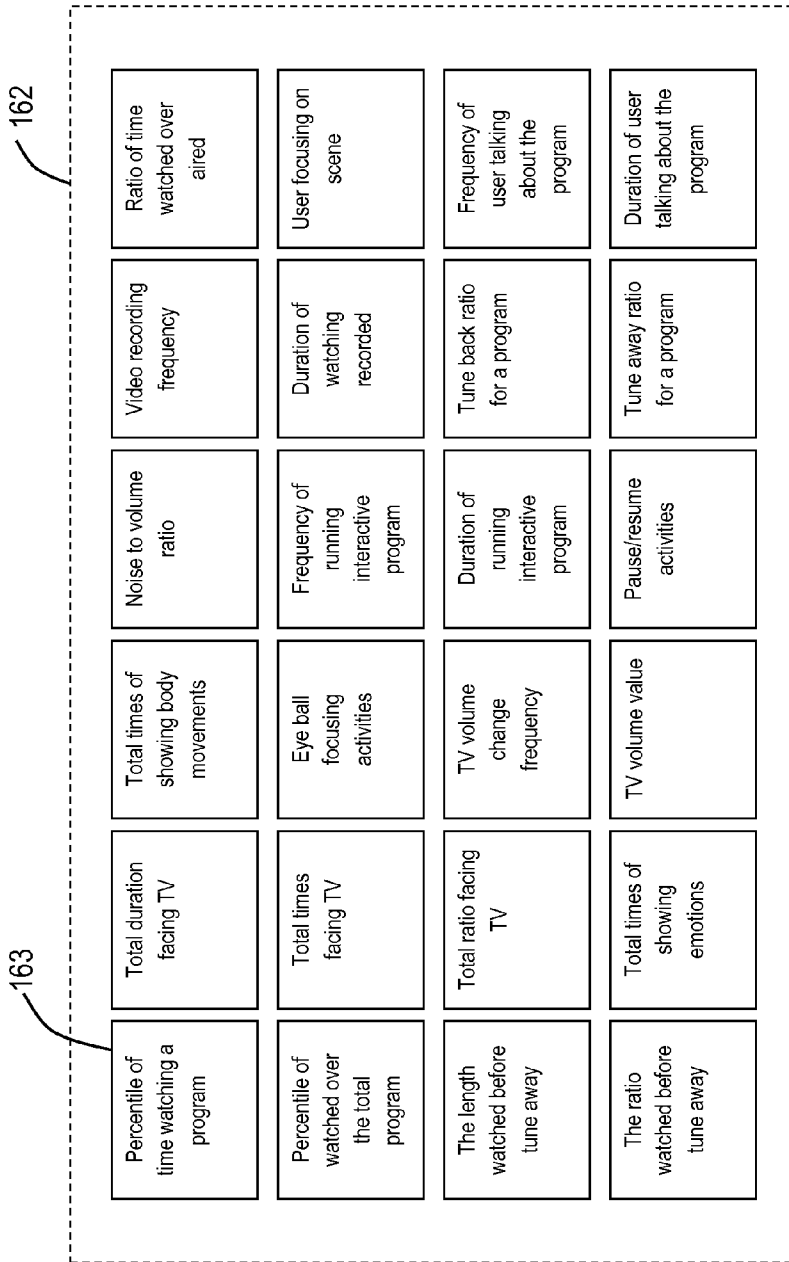 163
162
Percentile of
time watching a
program
Total duration
facing TV
Total times of
showing body
movements
Noise to volume
ratio
Video recording
frequency
Ratio of time
watched over
aired
Percentile of
watched over
the total
program
Total times
facing TV
Eye ball
focusing
activities
Frequency of
running
interactive
program
Duration of
watching
recorded
User focusing on
scene
The length
watched before
tune away
Total ratio facing
TV
TV volume
change
frequency
Duration of
running
interactive
program
Tune back ratio
for a program
Frequency of
user talking
about the
program
The ratio
watched before
tune away
Total times of
showing
emotions
TV volume value
Pause/resume
activities
Tune away ratio
for a program
Duration of user
talking about the
program